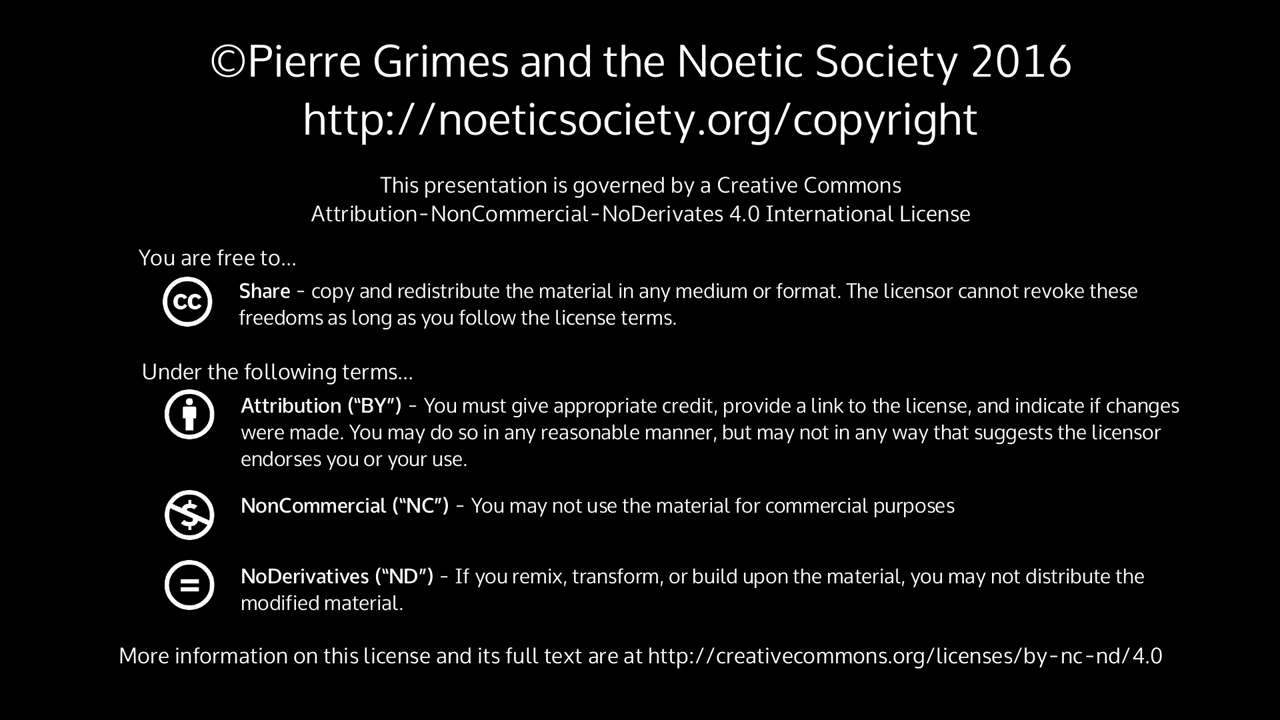 ©Pierre Grimes and the Noetic Society 2016
http://noeticsociety.org/copyright
This presentation is governed by a Creative Commons
Attribution-NonCommercial-NoDerivates 4.0 International License
You are free to...
cc
Share - copy and redistribute the material in any medium or format. The licensor cannot revoke these
freedoms as long as you follow the license terms.
Under the following terms...
Attribution (“BY”) - You must give appropriate credit, provide a link to the license, and indicate if changes
were made. You may do so in any reasonable manner, but may not in any way that suggests the licensor
endorses you or your use.
$
NonCommercial (“NC”) - You may not use the material for commercial purposes
=
NoDerivatives (“ND”) - If you remix, transform, or build upon the material, you may not distribute the
modified material.
More information on this license and its full text are at http://creativecommons.org/licenses/by-nc-nd/4.0